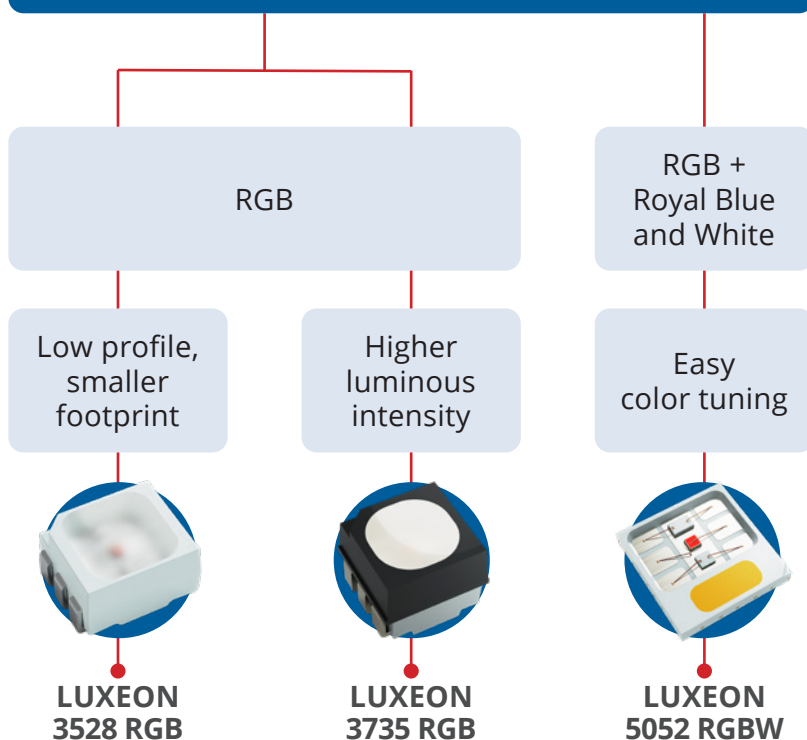 RGB
RGB +
Royal Blue
and White
Low profile,
smaller
footprint
Higher
luminous
intensity
Easy
color tuning
LUXEON
3528 RGB
LUXEON
3735 RGB
LUXEON
5052 RGBW